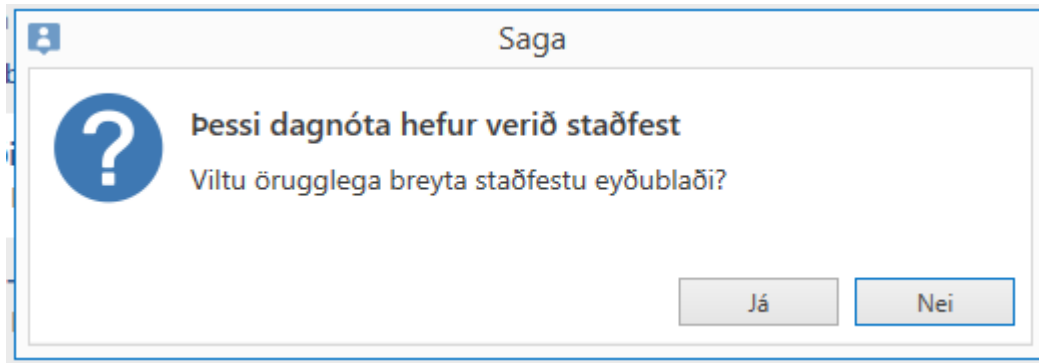 Saga
Þessi dagnóta hefur verið staðfest
Viltu örugglega breyta staðfestu eyðublaði?
Já
Nei